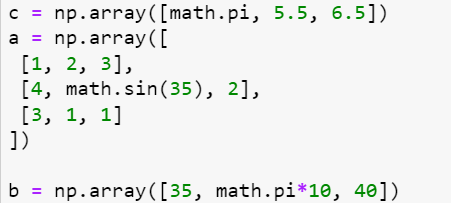 c = np.array([math.pi, 5.5, 6.5])
a = np.array([
 [1, 2, 3],
 [4, math.sin(35), 2],
 [3, 1, 1]
])
b = np.array([35, math.pi*10, 40])